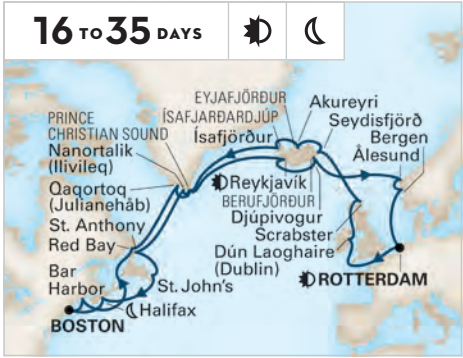 16 TO 35 DAYS
EYJAFJÖRÐUR
Akureyri
PRINCE
CHRISTIAN SOUND
ÍSAFJARÐARDJÚP
Seydisfjörð
Nanortalik
(Ilivileq)
Ísafjörður
Bergen
Ålesund
Qaqortoq
(Julianehåb)
Reykjavík
BERUFJÖRÐUR
Djúpivogur
St. Anthony
Scrabster
Red Bay
Dún Laoghaire
(Dublin)
Bar
Harbor
St. John's
ROTTERDAM
Halifax
BOSTON